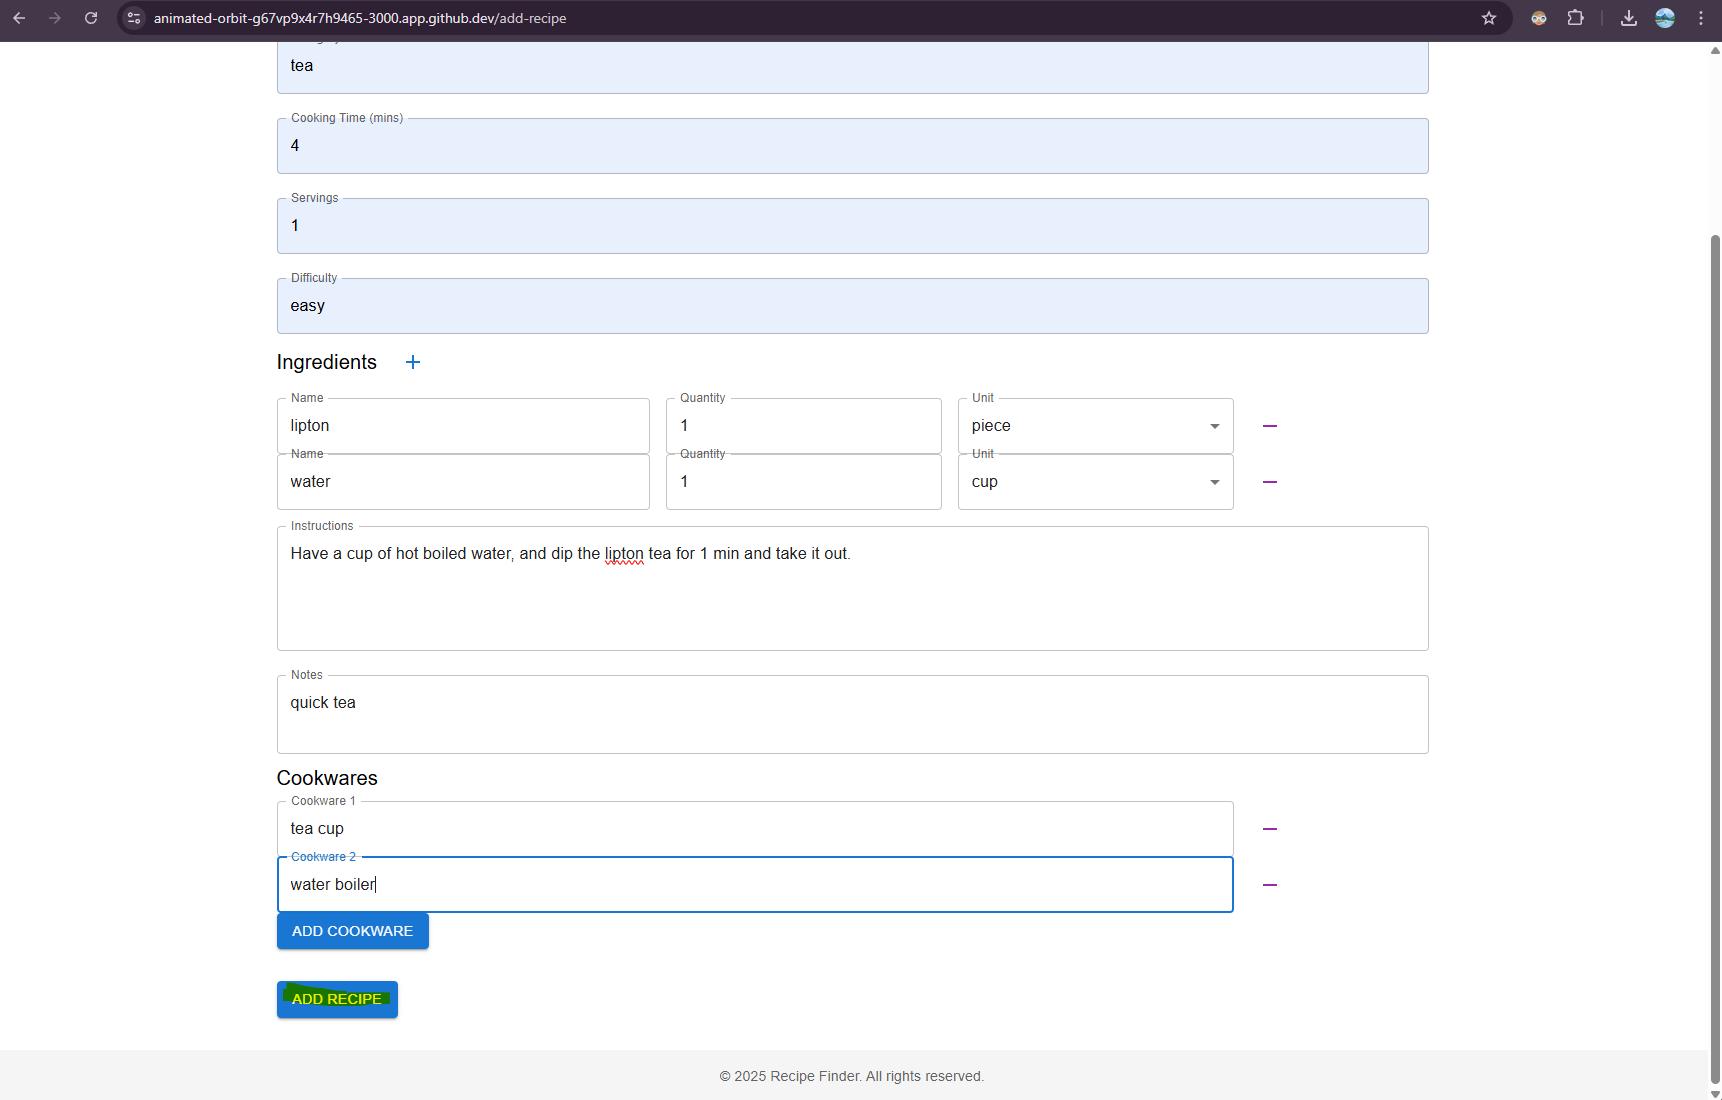 animated-orbit-g67vp9x4r7h9465-3000.app.github.dev/add-recipe
tea
Cooking Time (mins)
4
Servings
1
Difficulty
easy
Ingredients +
Name Quantity Unit
lipton 1 piece
Name Quantity Unit
water 1 cup
Instructions
Have a cup of hot boiled water, and dip the lipton tea for 1 min and take it out.
Notes
quick tea
Cookwares
Cookware 1
tea cup
Cookware 2
water boiler
ADD COOKWARE
ADD RECIPE
© 2025 Recipe Finder. All rights reserved.